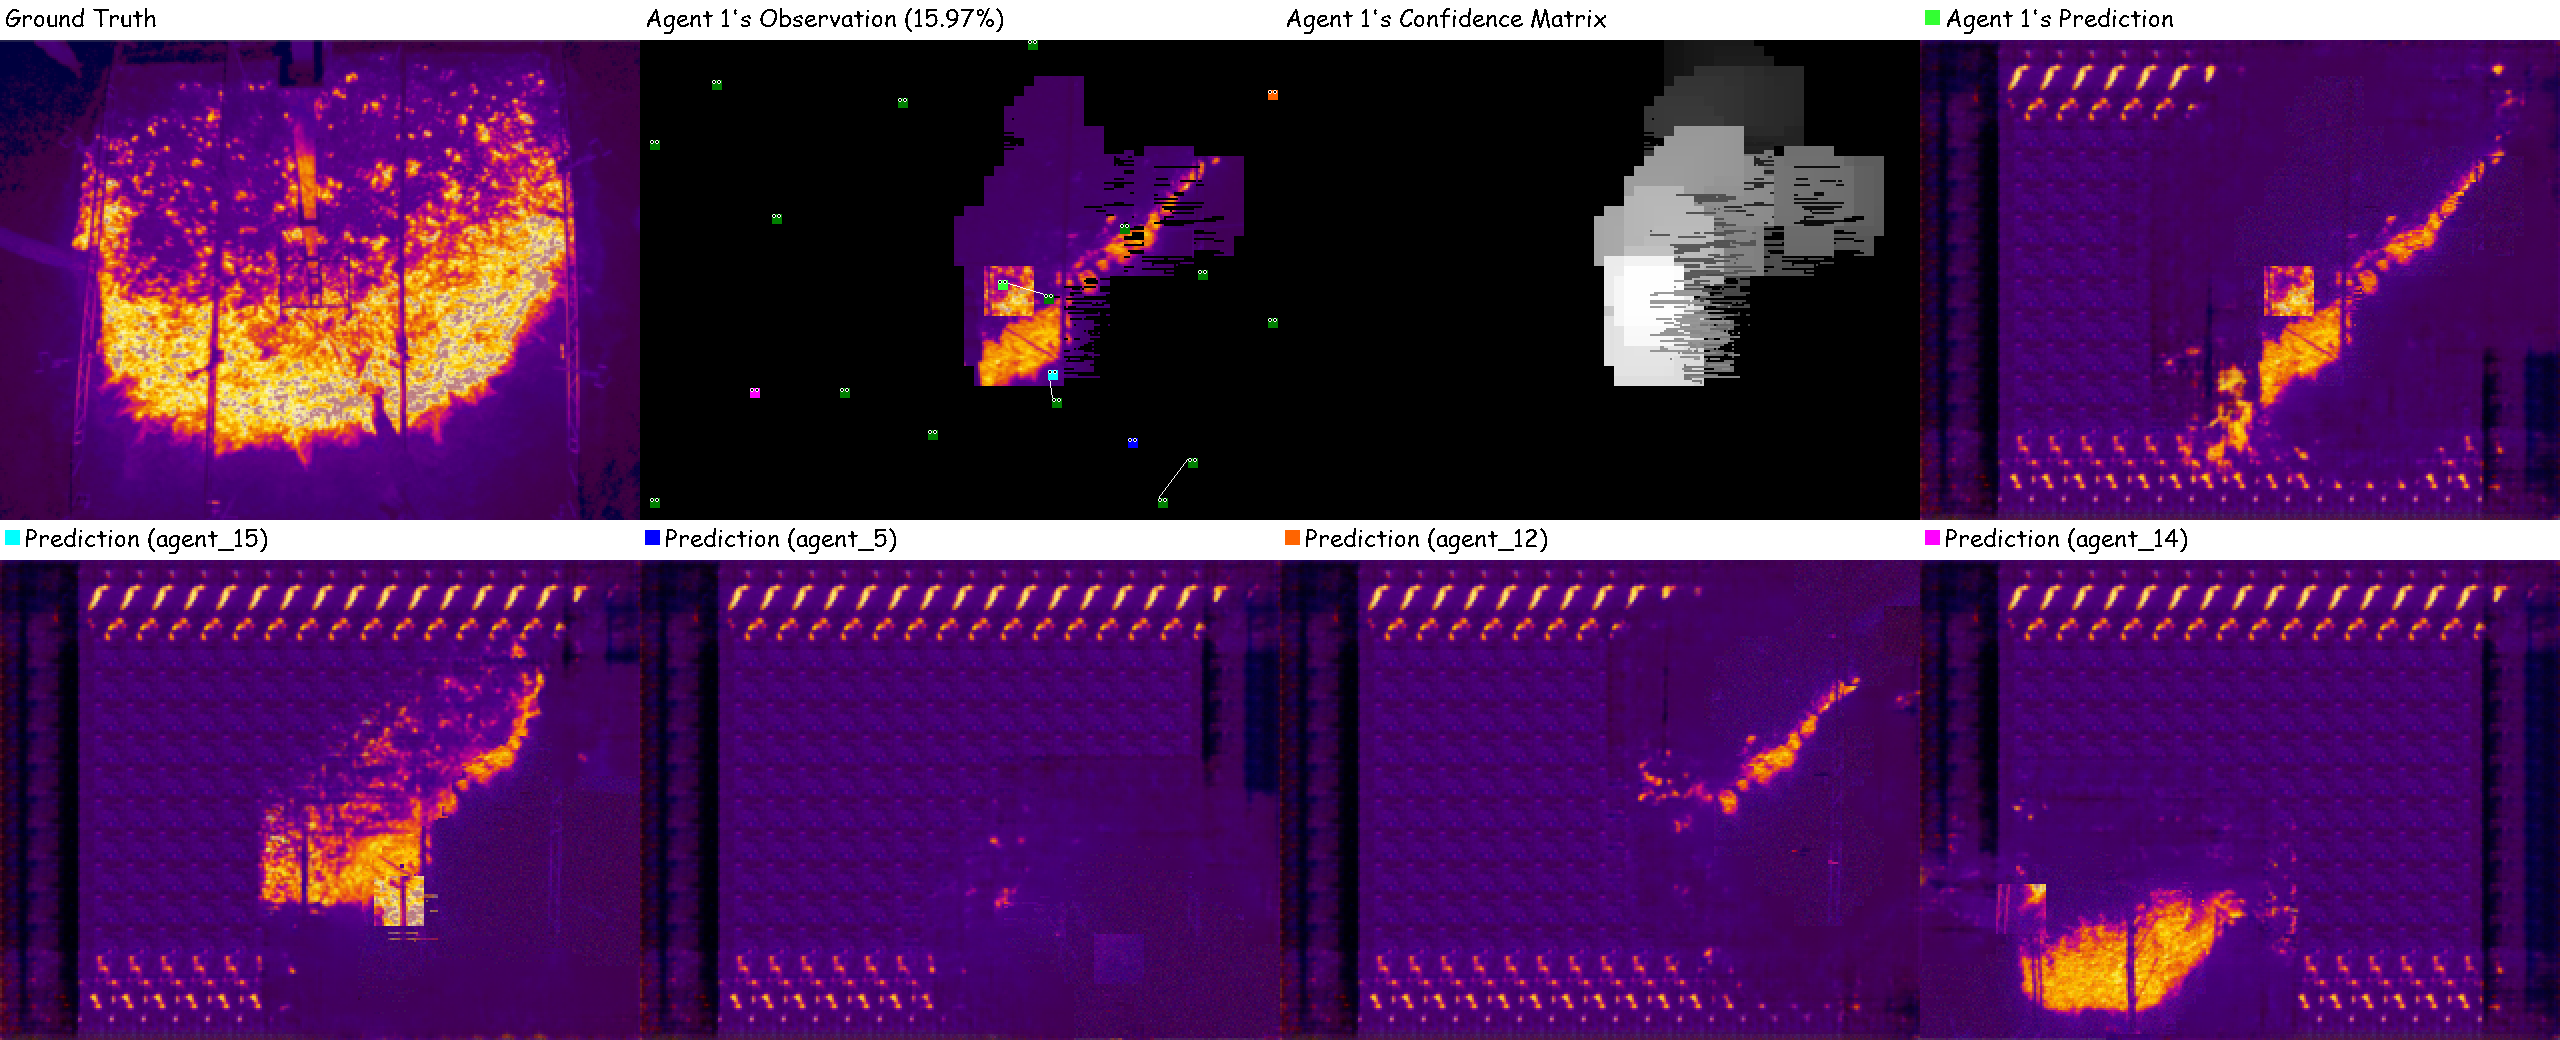 Ground Truth
Agent 1's Observation (15.97%)
Agent 1's Confidence Matrix
Agent 1's Prediction
Prediction (agent_15)
Prediction (agent_5)
Prediction (agent_12)
Prediction (agent_14)